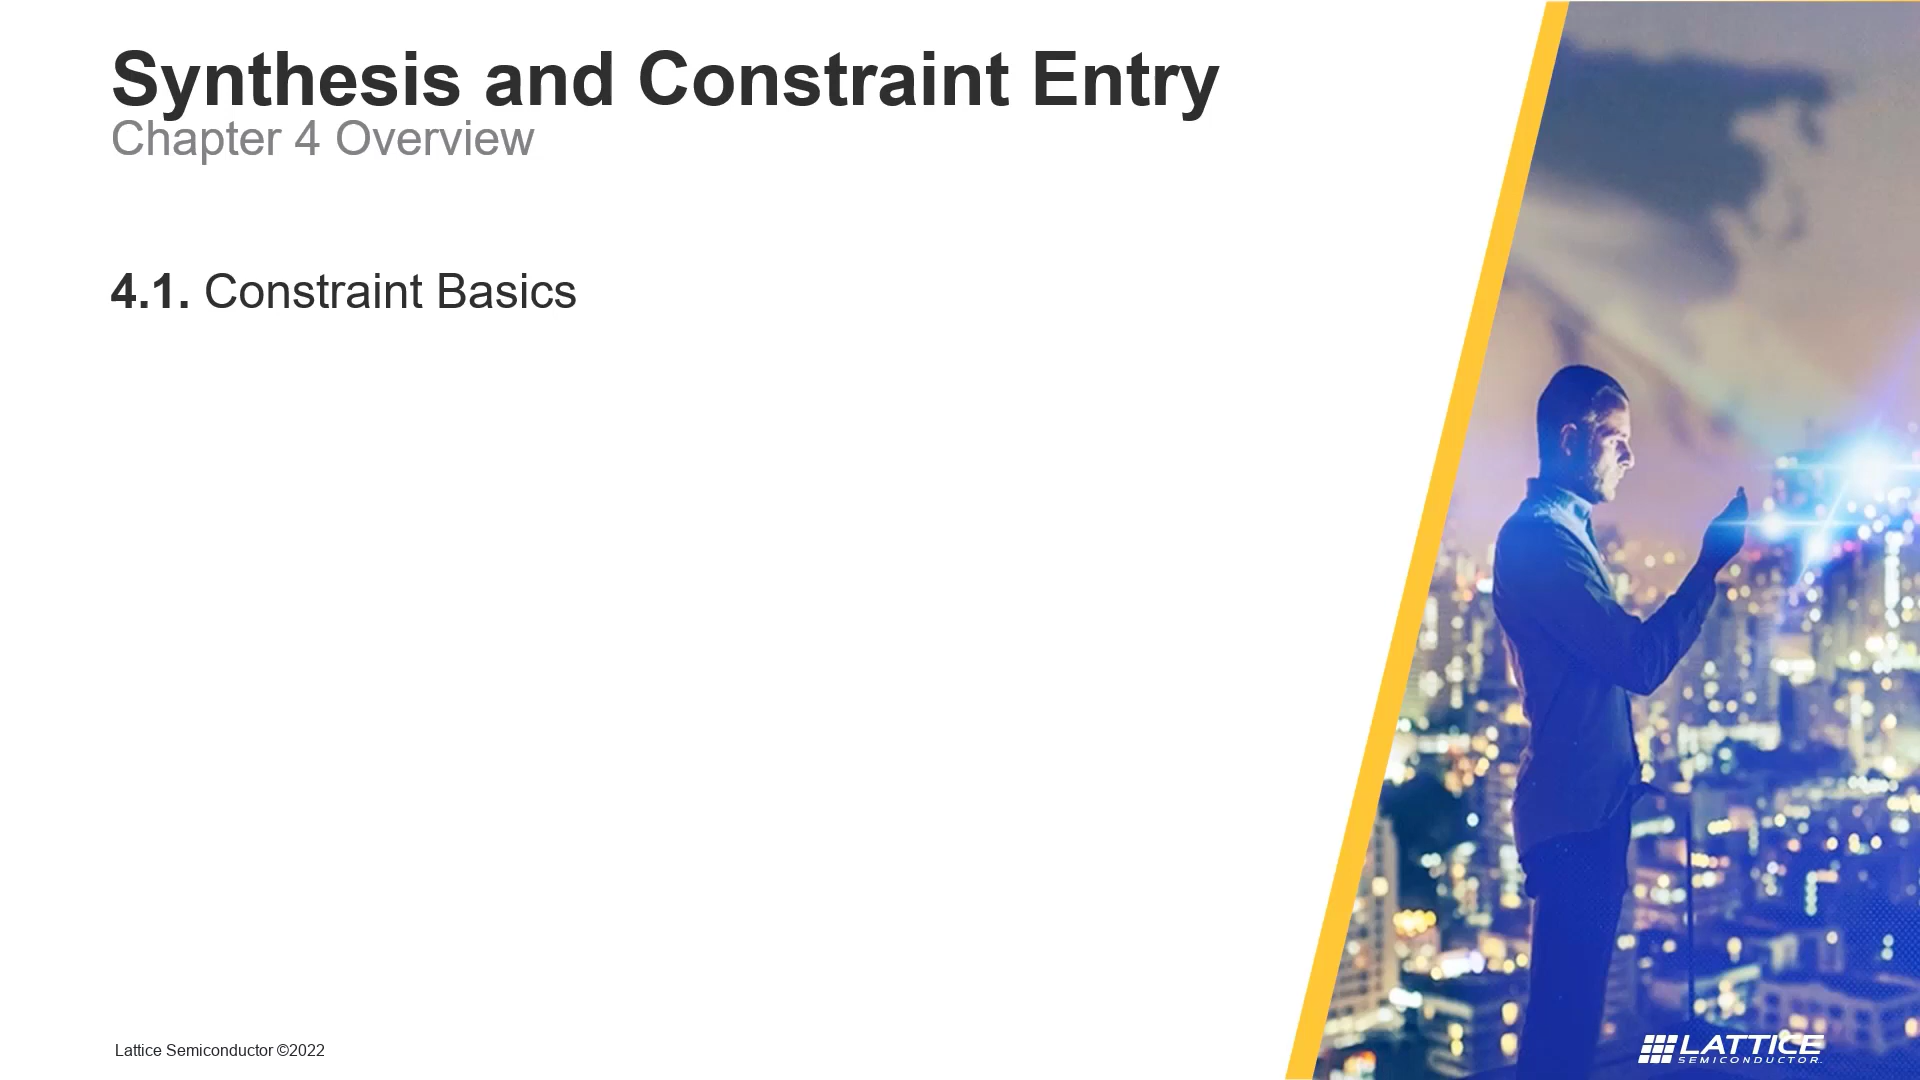 Synthesis and Constraint Entry
Chapter 4 Overview
4.1. Constraint Basics
Lattice Semiconductor ©2022
LATTICE
SEMICONDUCTOR.